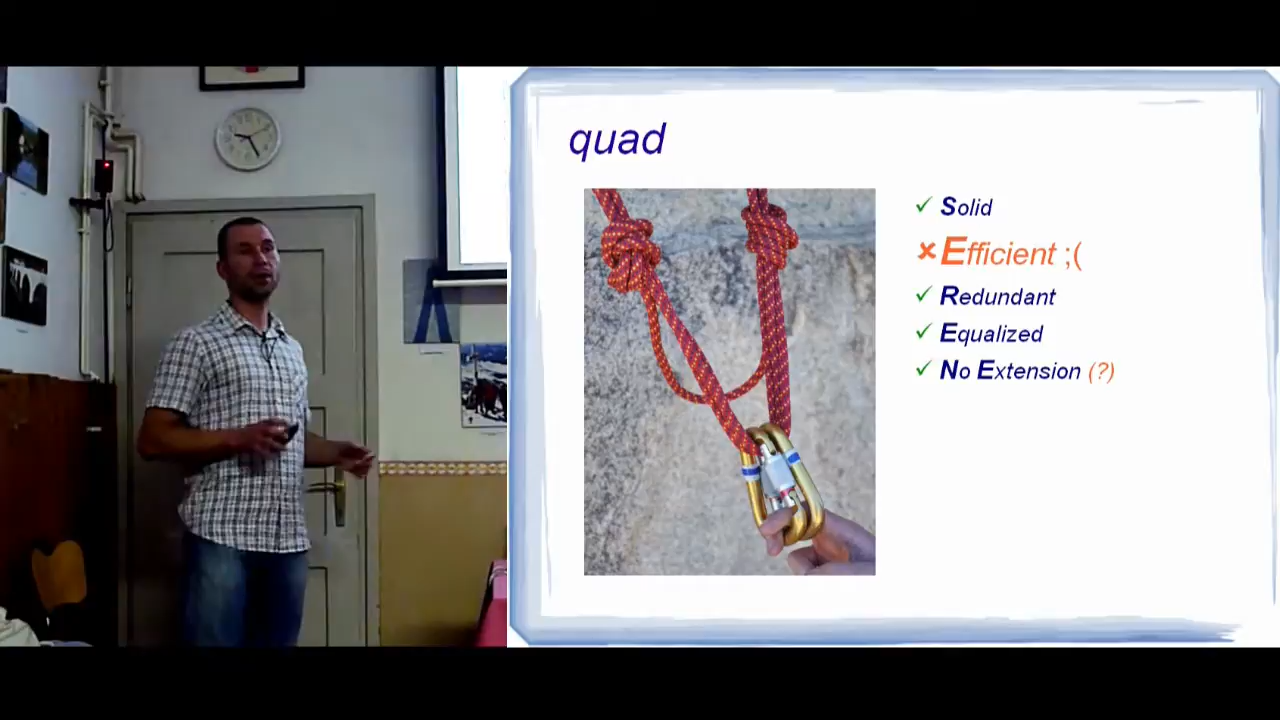 quad
✓ Solid
×Efficient ;(
✓ Redundant
✓ Equalized
✓ No Extension (?)